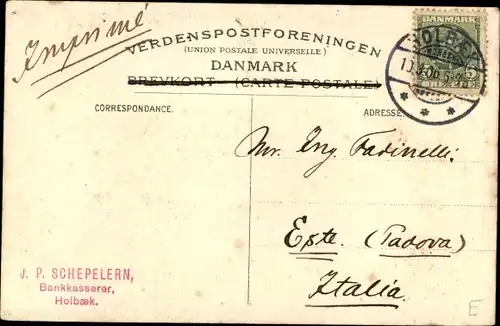 Imprimé
VERDENSPOSTFORENINGEN
(UNION POSTALE UNIVERSELLE)
DANMARK
BREVKORT - (CARTE POSTALE)
DANMARK
HOLBÆK
CORRESPONDANCE.
ADRESSE.
Mr. Ing. Fadinelli.
Este. (Padova)
Italia.
J. P. SCHEPELERN,
Bankkasserer,
Holbæk.
E